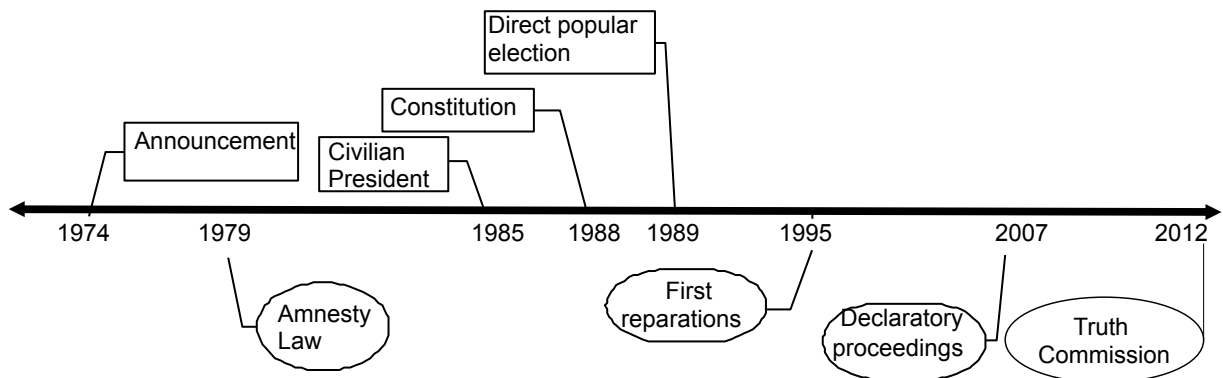 Direct popular
election
Constitution
Announcement
Civilian
President
1974 1979 1985 1988 1989 1995 2007 2012
Amnesty
Law
First
reparations
Declaratory
proceedings
Truth
Commission